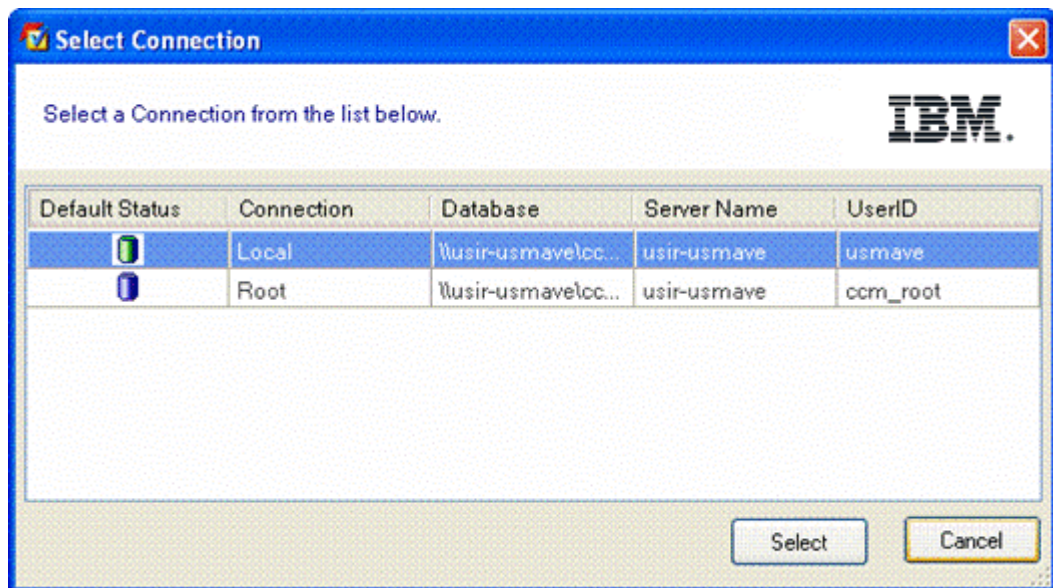 Select Connection
Select a Connection from the list below.
IBM.
Default Status Connection Database Server Name UserID
Local \\usir-usmave\cc... usir-usmave usmave
Root \\usir-usmave\cc... usir-usmave ccm_root
Select Cancel